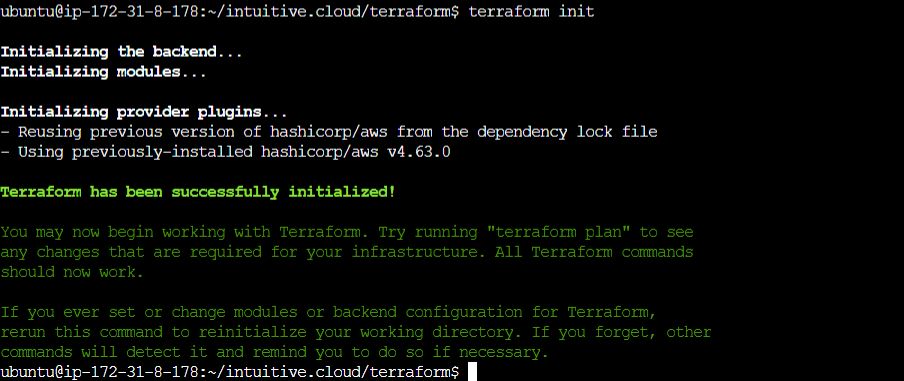 ubuntu@ip-172-31-8-178:~/intuitive.cloud/terraform$ terraform init
Initializing the backend...
Initializing modules...
Initializing provider plugins...
- Reusing previous version of hashicorp/aws from the dependency lock file
- Using previously-installed hashicorp/aws v4.63.0
Terraform has been successfully initialized!
You may now begin working with Terraform. Try running "terraform plan" to see
any changes that are required for your infrastructure. All Terraform commands
should now work.
If you ever set or change modules or backend configuration for Terraform,
rerun this command to reinitialize your working directory. If you forget, other
commands will detect it and remind you to do so if necessary.
ubuntu@ip-172-31-8-178:~/intuitive.cloud/terraform$